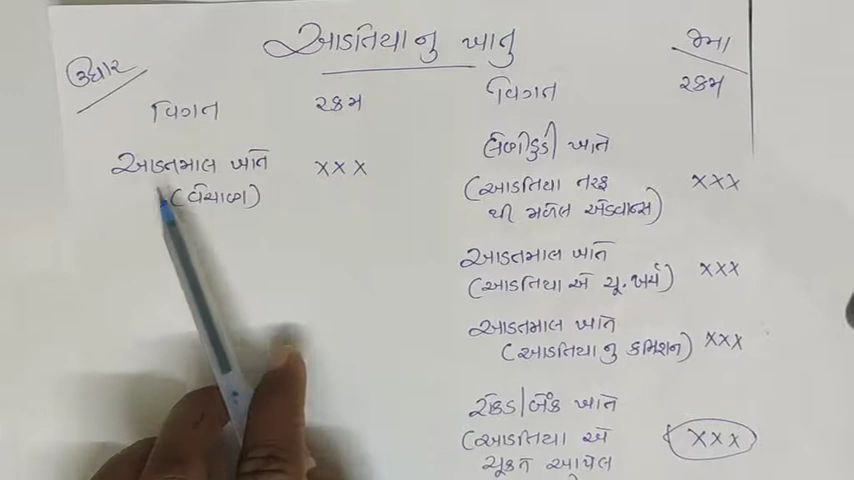 આડતિયાનુ ખાતુ
ઉધાર
જમા
વિગત રકમ
વિગત રકમ
આડતમાલ ખાતે xxx
(વેચાણ)
લેણીહુંડી ખાતે
(આડતિયા તરફ xxx
થી મળેલ એડવાન્સ)
આડતમાલ ખાતે
(આડતિયા એ ચૂ. ખર્ચ) xxx
આડતમાલ ખાતે
(આડતિયાનુ કમિશન) xxx
રોકડ/બેંક ખાતે
(આડતિયા એ xxx
ચૂકતે આપેલ